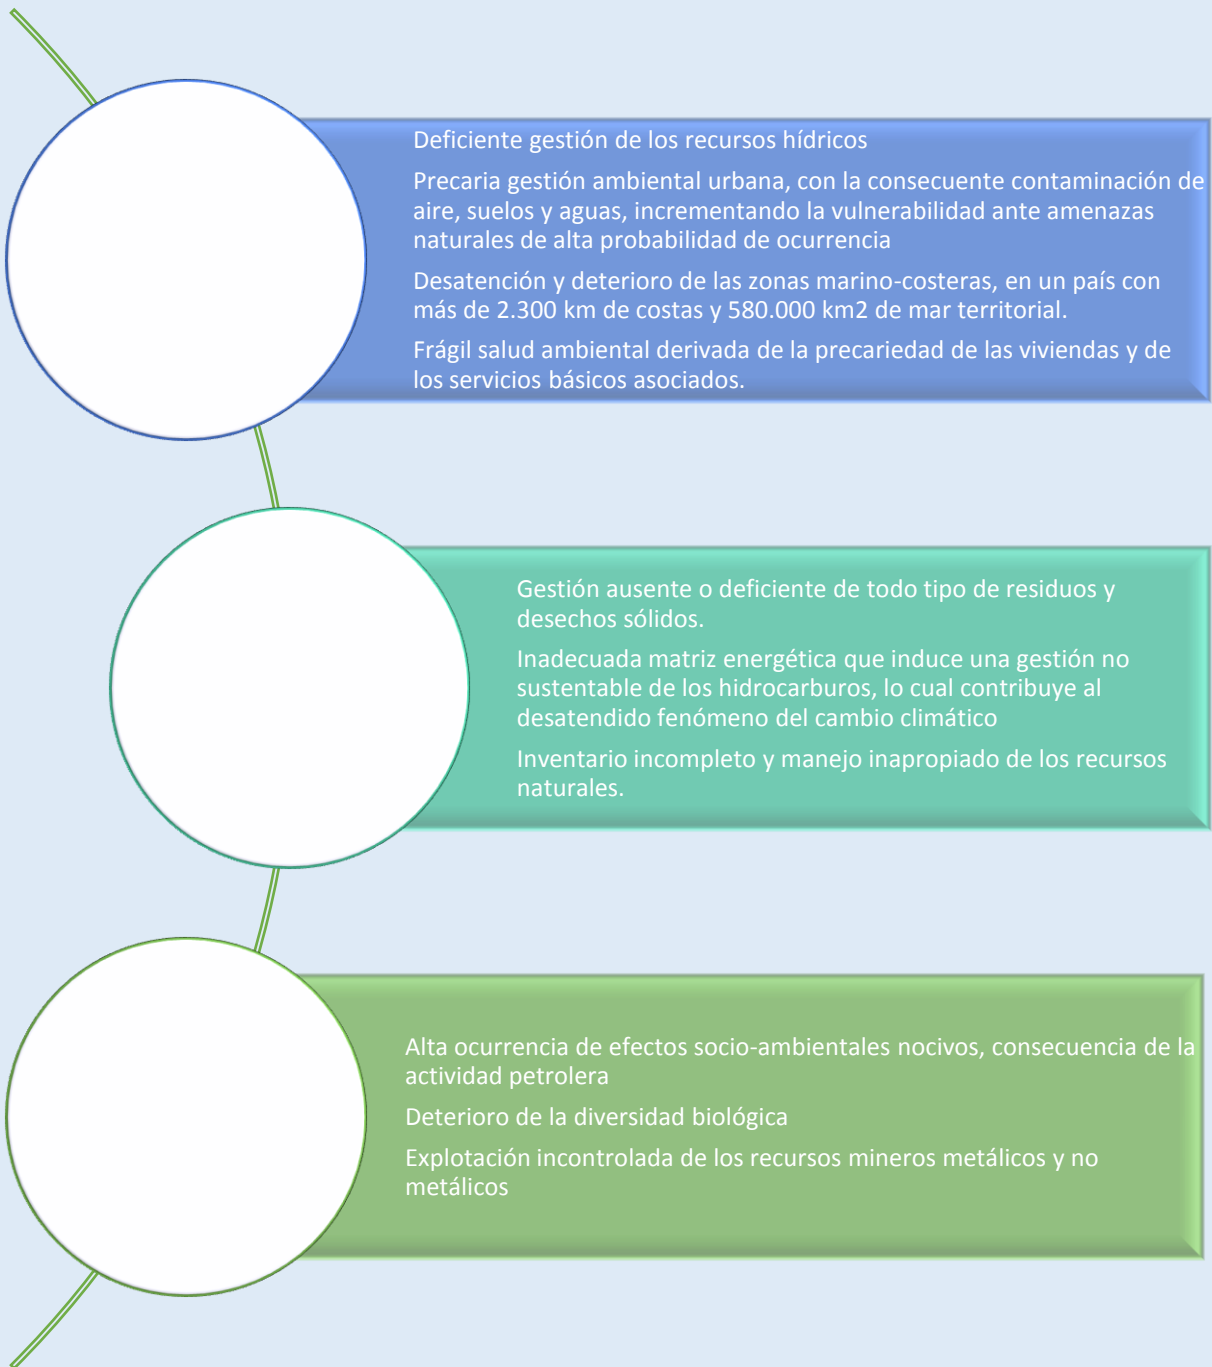 Deficiente gestión de los recursos hídricos
Precaria gestión ambiental urbana, con la consecuente contaminación de
aire, suelos y aguas, incrementando la vulnerabilidad ante amenazas
naturales de alta probabilidad de ocurrencia
Desatención y deterioro de las zonas marino-costeras, en un país con
más de 2.300 km de costas y 580.000 km2 de mar territorial.
Frágil salud ambiental derivada de la precariedad de las viviendas y de
los servicios básicos asociados.
Gestión ausente o deficiente de todo tipo de residuos y
desechos sólidos.
Inadecuada matriz energética que induce una gestión no
sustentable de los hidrocarburos, lo cual contribuye al
desatendido fenómeno del cambio climático
Inventario incompleto y manejo inapropiado de los recursos
naturales.
Alta ocurrencia de efectos socio-ambientales nocivos, consecuencia de la
actividad petrolera
Deterioro de la diversidad biológica
Explotación incontrolada de los recursos mineros metálicos y no
metálicos